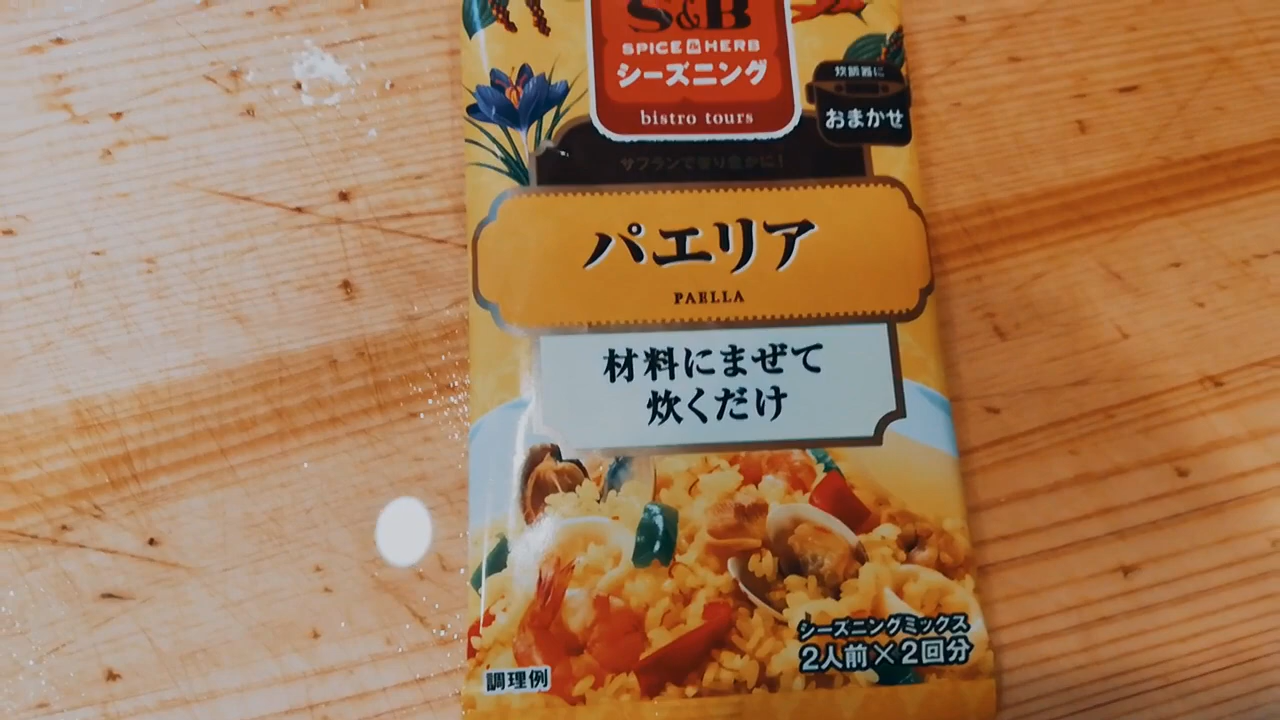 S&B
SPICE & HERB
シーズニング
bistro tours
炊飯器に
おまかせ
サフランで香り豊かに!
パエリア
PAELLA
材料にまぜて
炊くだけ
シーズニングミックス
2人前×2回分
調理例